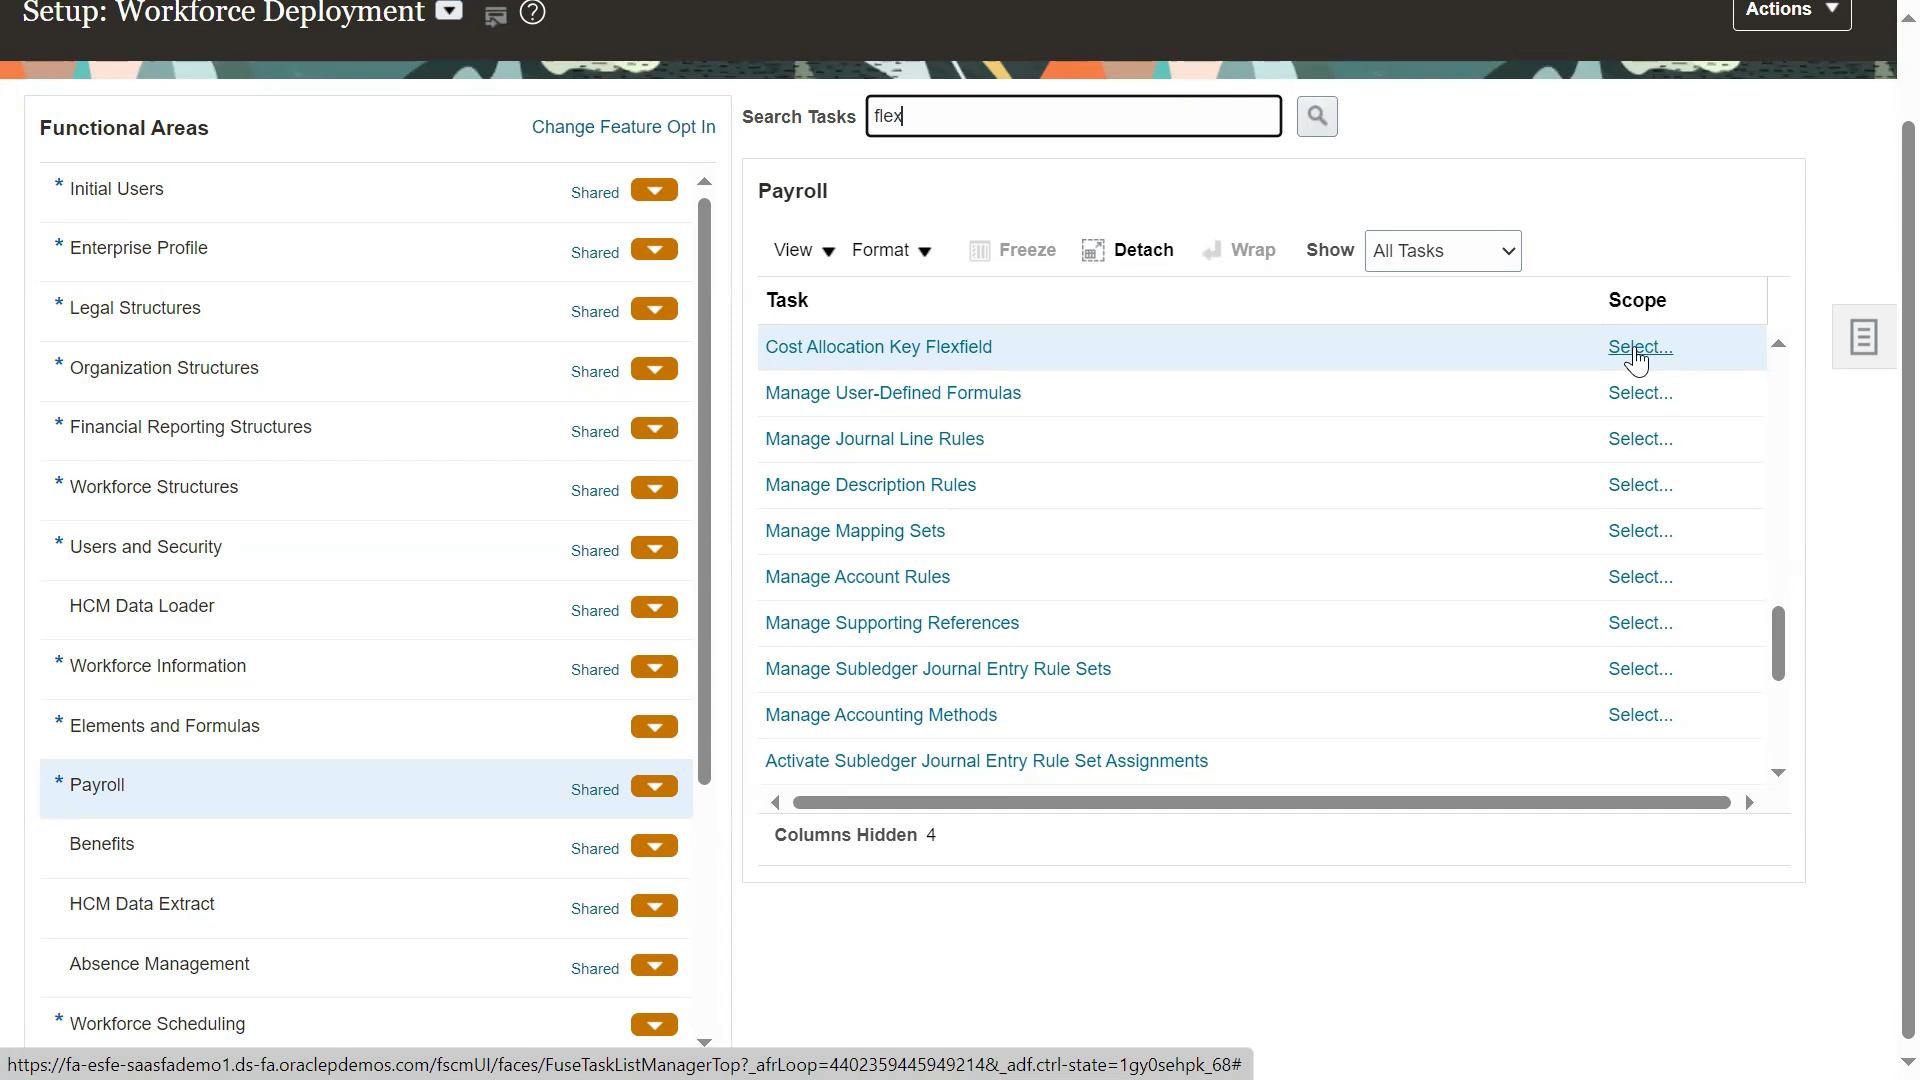 Setup: Workforce Deployment
Actions
Functional Areas
Change Feature Opt In
* Initial Users Shared
* Enterprise Profile Shared
* Legal Structures Shared
* Organization Structures Shared
* Financial Reporting Structures Shared
* Workforce Structures Shared
* Users and Security Shared
HCM Data Loader Shared
* Workforce Information Shared
* Elements and Formulas
* Payroll Shared
Benefits Shared
HCM Data Extract Shared
Absence Management Shared
* Workforce Scheduling
Search Tasks flex
Payroll
View Format Freeze Detach Wrap Show All Tasks
Task Scope
Cost Allocation Key Flexfield Select...
Manage User-Defined Formulas Select...
Manage Journal Line Rules Select...
Manage Description Rules Select...
Manage Mapping Sets Select...
Manage Account Rules Select...
Manage Supporting References Select...
Manage Subledger Journal Entry Rule Sets Select...
Manage Accounting Methods Select...
Activate Subledger Journal Entry Rule Set Assignments
Columns Hidden 4
https://fa-esfe-saasfademo1.ds-fa.oraclepdemos.com/fscmUI/faces/FuseTaskListManagerTop?_afrLoop=4402359445949214&_adf.ctrl-state=1gy0sehpk_68#